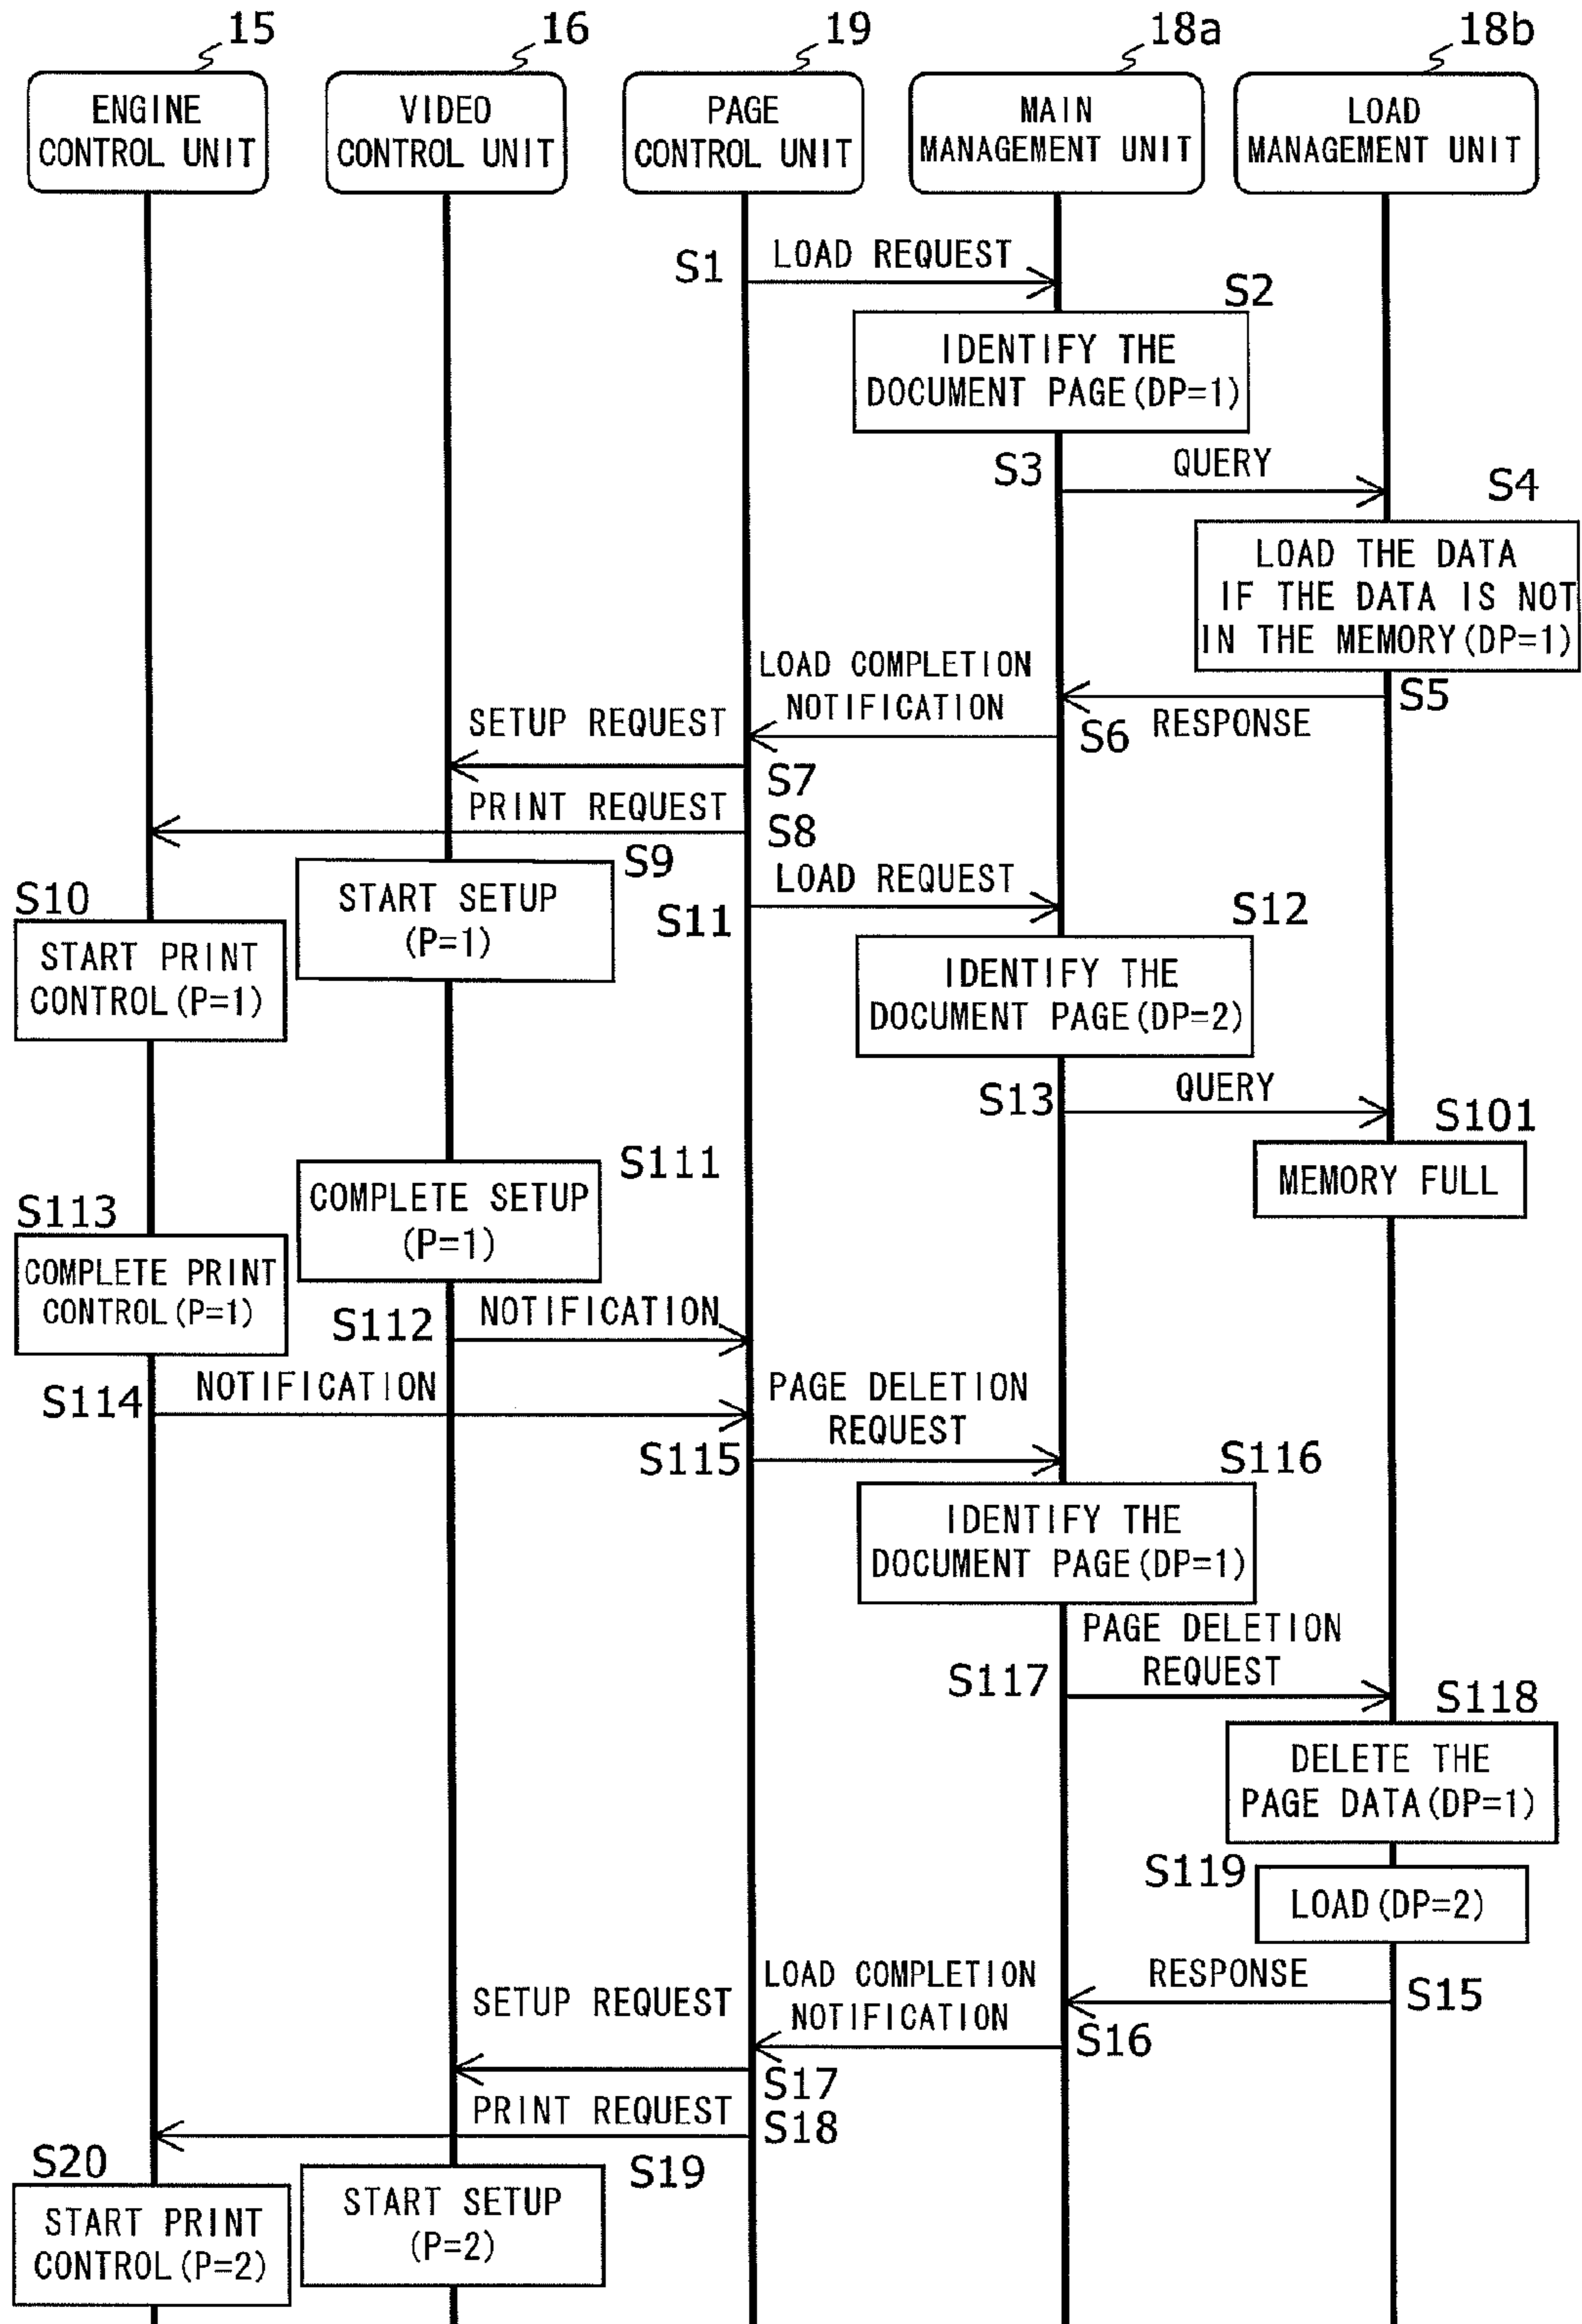 15
16
19
18a
18b
ENGINE
CONTROL UNIT
VIDEO
CONTROL UNIT
PAGE
CONTROL UNIT
MAIN
MANAGEMENT UNIT
LOAD
MANAGEMENT UNIT
S1
LOAD REQUEST
S2
IDENTIFY THE
DOCUMENT PAGE(DP=1)
S3
QUERY
S4
LOAD THE DATA
IF THE DATA IS NOT
IN THE MEMORY(DP=1)
S5
RESPONSE
LOAD COMPLETION
NOTIFICATION
S6
SETUP REQUEST
S7
PRINT REQUEST
S8
S9
START SETUP
(P=1)
S10
START PRINT
CONTROL(P=1)
LOAD REQUEST
S11
S12
IDENTIFY THE
DOCUMENT PAGE(DP=2)
S13
QUERY
S101
MEMORY FULL
S111
COMPLETE SETUP
(P=1)
S113
COMPLETE PRINT
CONTROL(P=1)
S112
NOTIFICATION
S114
NOTIFICATION
PAGE DELETION
REQUEST
S115
S116
IDENTIFY THE
DOCUMENT PAGE(DP=1)
PAGE DELETION
REQUEST
S117
S118
DELETE THE
PAGE DATA(DP=1)
S119
LOAD(DP=2)
RESPONSE
S15
LOAD COMPLETION
NOTIFICATION
S16
SETUP REQUEST
S17
PRINT REQUEST
S18
S19
START SETUP
(P=2)
S20
START PRINT
CONTROL(P=2)